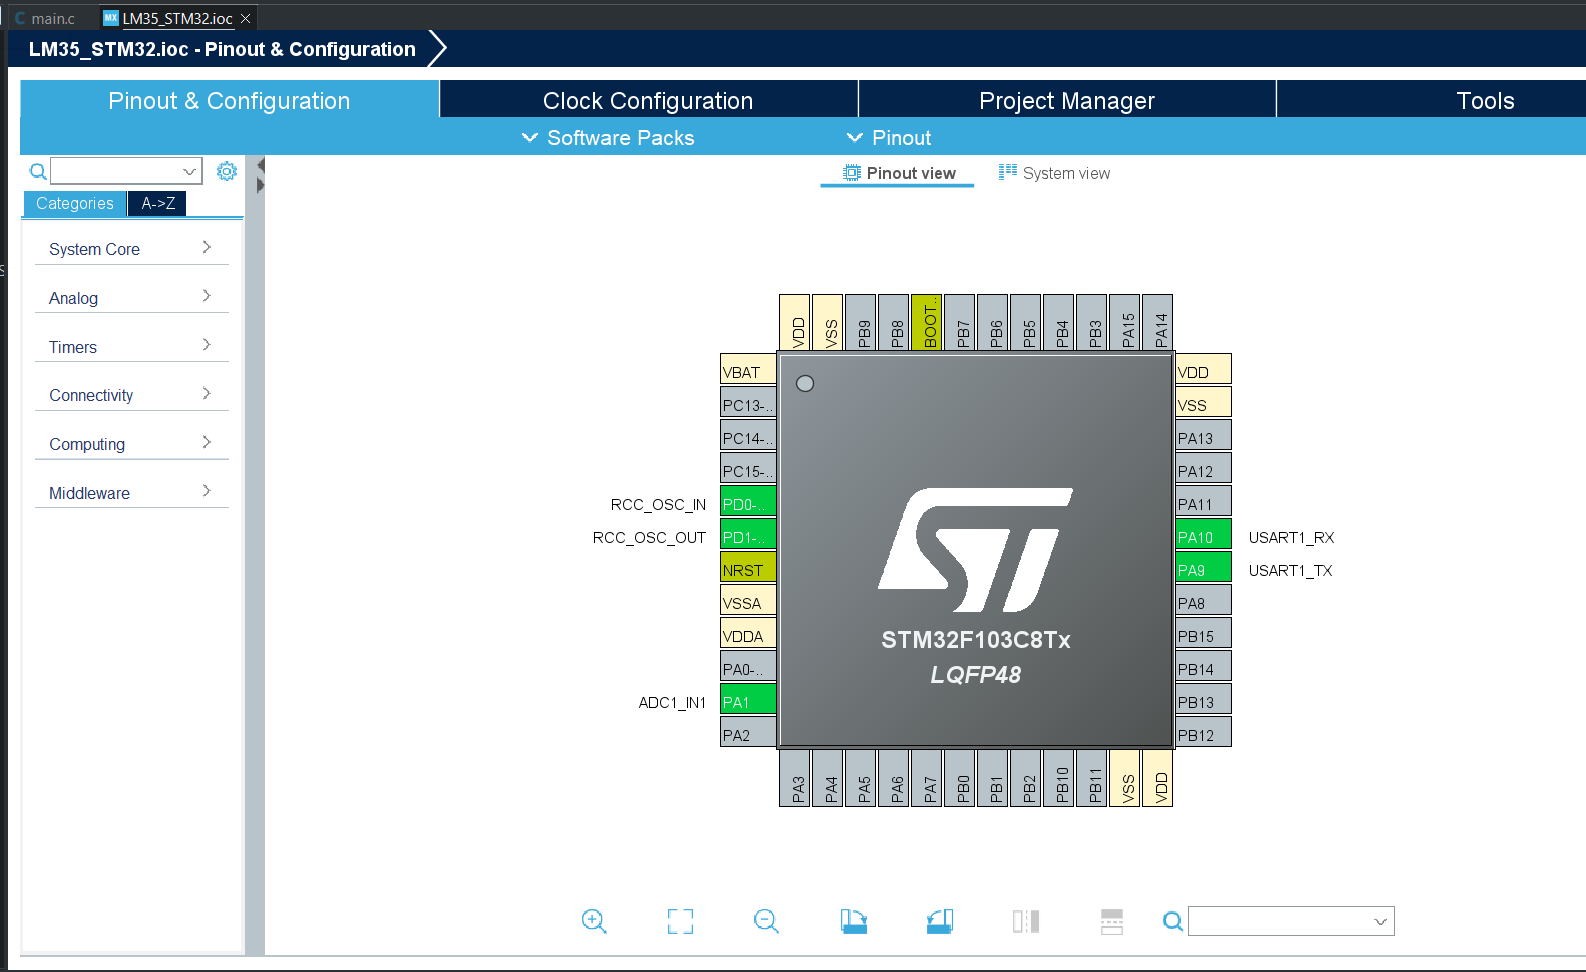 main.c
MX LM35_STM32.ioc
LM35_STM32.ioc - Pinout & Configuration
Pinout & Configuration
Clock Configuration
Project Manager
Tools
Software Packs
Pinout
Pinout view
System view
Categories
A->Z
System Core
Analog
Timers
Connectivity
Computing
Middleware
VDD
VSS
PB9
PB8
BOOT..
PB7
PB6
PB5
PB4
PB3
PA15
PA14
VBAT
PC13-..
PC14-..
PC15-..
RCC_OSC_IN PD0-..
RCC_OSC_OUT PD1-..
NRST
VSSA
VDDA
PA0-..
ADC1_IN1 PA1
PA2
VDD
VSS
PA13
PA12
PA11
PA10 USART1_RX
PA9 USART1_TX
PA8
PB15
PB14
PB13
PB12
STM32F103C8Tx
LQFP48
PA3
PA4
PA5
PA6
PA7
PB0
PB1
PB2
PB10
PB11
VSS
VDD